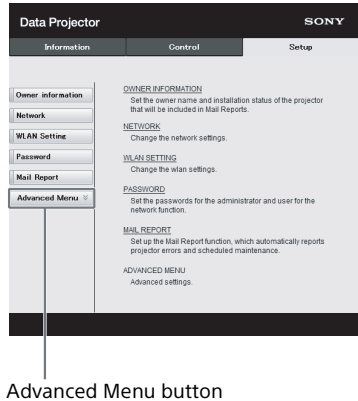 Data Projector
SONY
Information
Control
Setup
Owner information
Network
WLAN Setting
Password
Mail Report
Advanced Menu
OWNER INFORMATION
Set the owner name and installation status of the projector
that will be included in Mail Reports.
NETWORK
Change the network settings.
WLAN SETTING
Change the wlan settings.
PASSWORD
Set the passwords for the administrator and user for the
network function.
MAIL REPORT
Set up the Mail Report function, which automatically reports
projector errors and scheduled maintenance.
ADVANCED MENU
Advanced settings.
Advanced Menu button